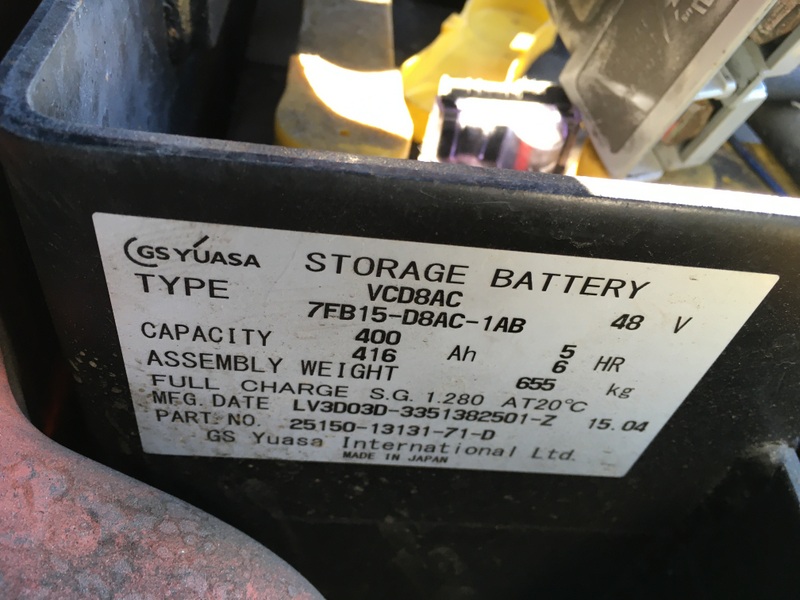 GS YUASA STORAGE BATTERY
TYPE VCD8AC
7FB15-D8AC-1AB 48 V
CAPACITY 400 5
416 Ah 6 HR
ASSEMBLY WEIGHT 655 kg
FULL CHARGE S.G. 1.280 AT20°C
MFG. DATE LV3D03D-3351382501-Z 15.04
PART NO. 25150-13131-71-D
GS Yuasa International Ltd.
MADE IN JAPAN